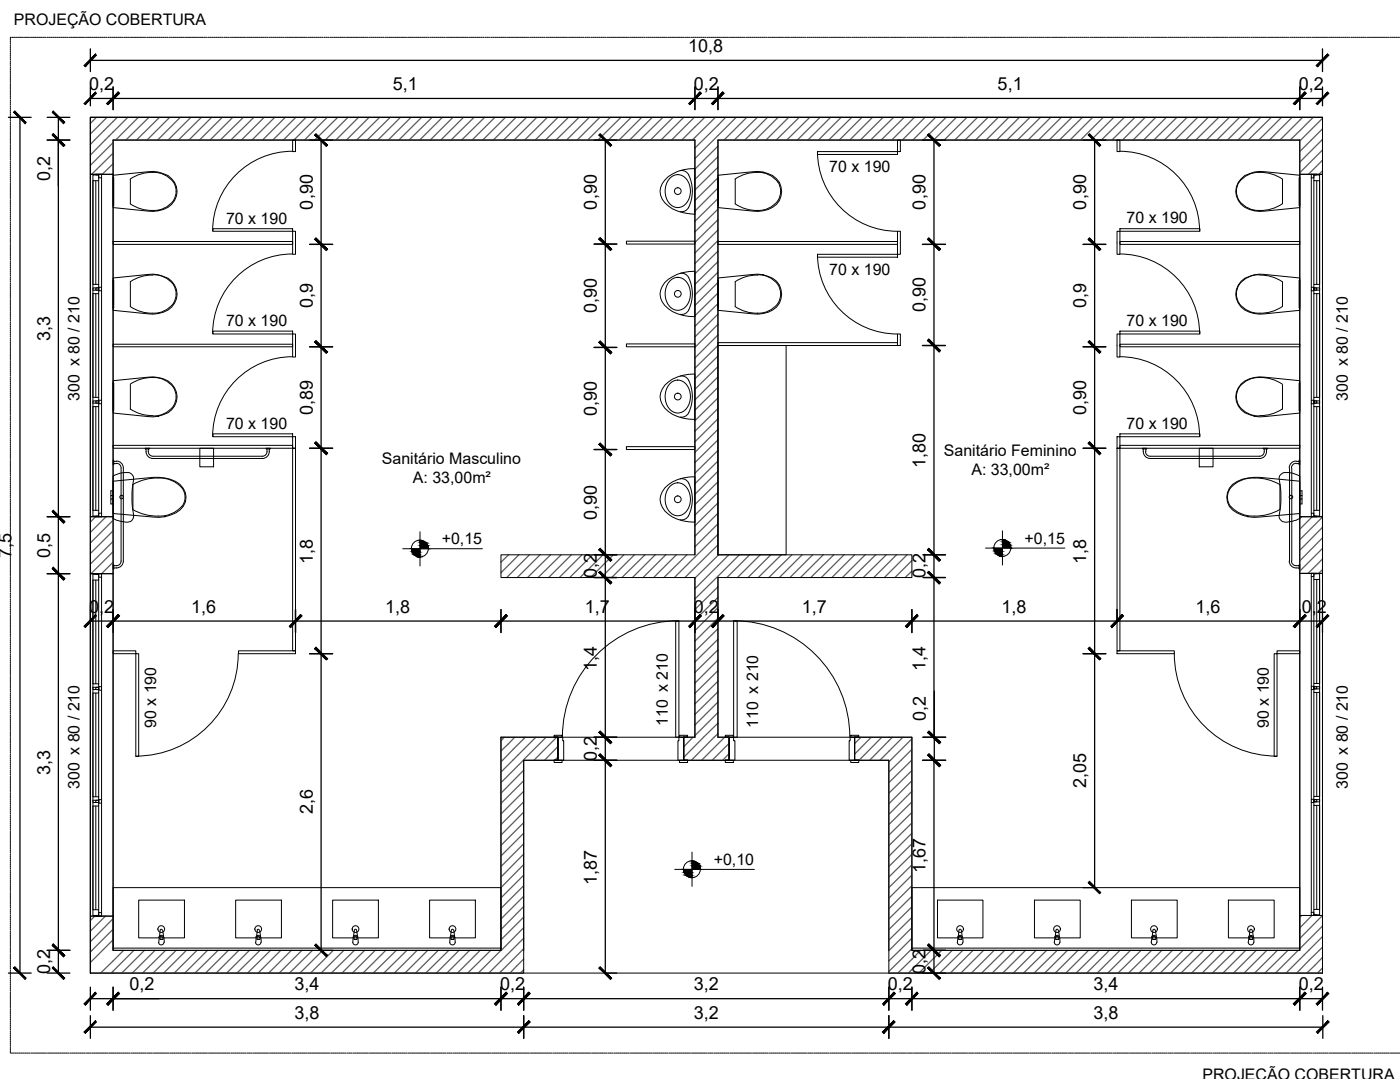 PROJEÇÃO COBERTURA
10,8
0,2
5,1
0,2
5,1
0,2
0,2
3,3
0,5
3,3
0,2
7,5
300 x 80 / 210
300 x 80 / 210
70 x 190
70 x 190
70 x 190
0,90
0,9
0,89
1,8
2,6
0,90
0,90
0,90
0,90
0,2
1,4
0,2
1,87
Sanitário Masculino
A: 33,00m²
+0,15
70 x 190
70 x 190
0,90
0,90
1,80
0,2
1,4
0,2
1,67
0,2
Sanitário Feminino
A: 33,00m²
+0,15
0,90
0,9
0,90
1,8
2,05
70 x 190
70 x 190
70 x 190
300 x 80 / 210
300 x 80 / 210
0,2
1,6
1,8
1,7
0,2
1,7
1,8
1,6
0,2
90 x 190
110 x 210
110 x 210
90 x 190
+0,10
0,2
3,4
0,2
3,2
0,2
3,4
0,2
3,8
3,2
3,8
PROJEÇÃO COBERTURA